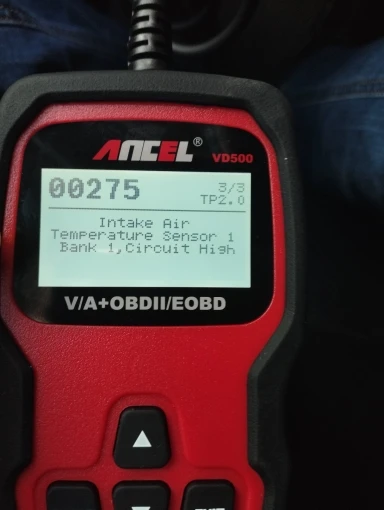 ANCEL®
VD500
00275 3/3
TP2.0
Intake Air
Temperature Sensor 1
Bank 1,Circuit High
V/A+OBDII/EOBD